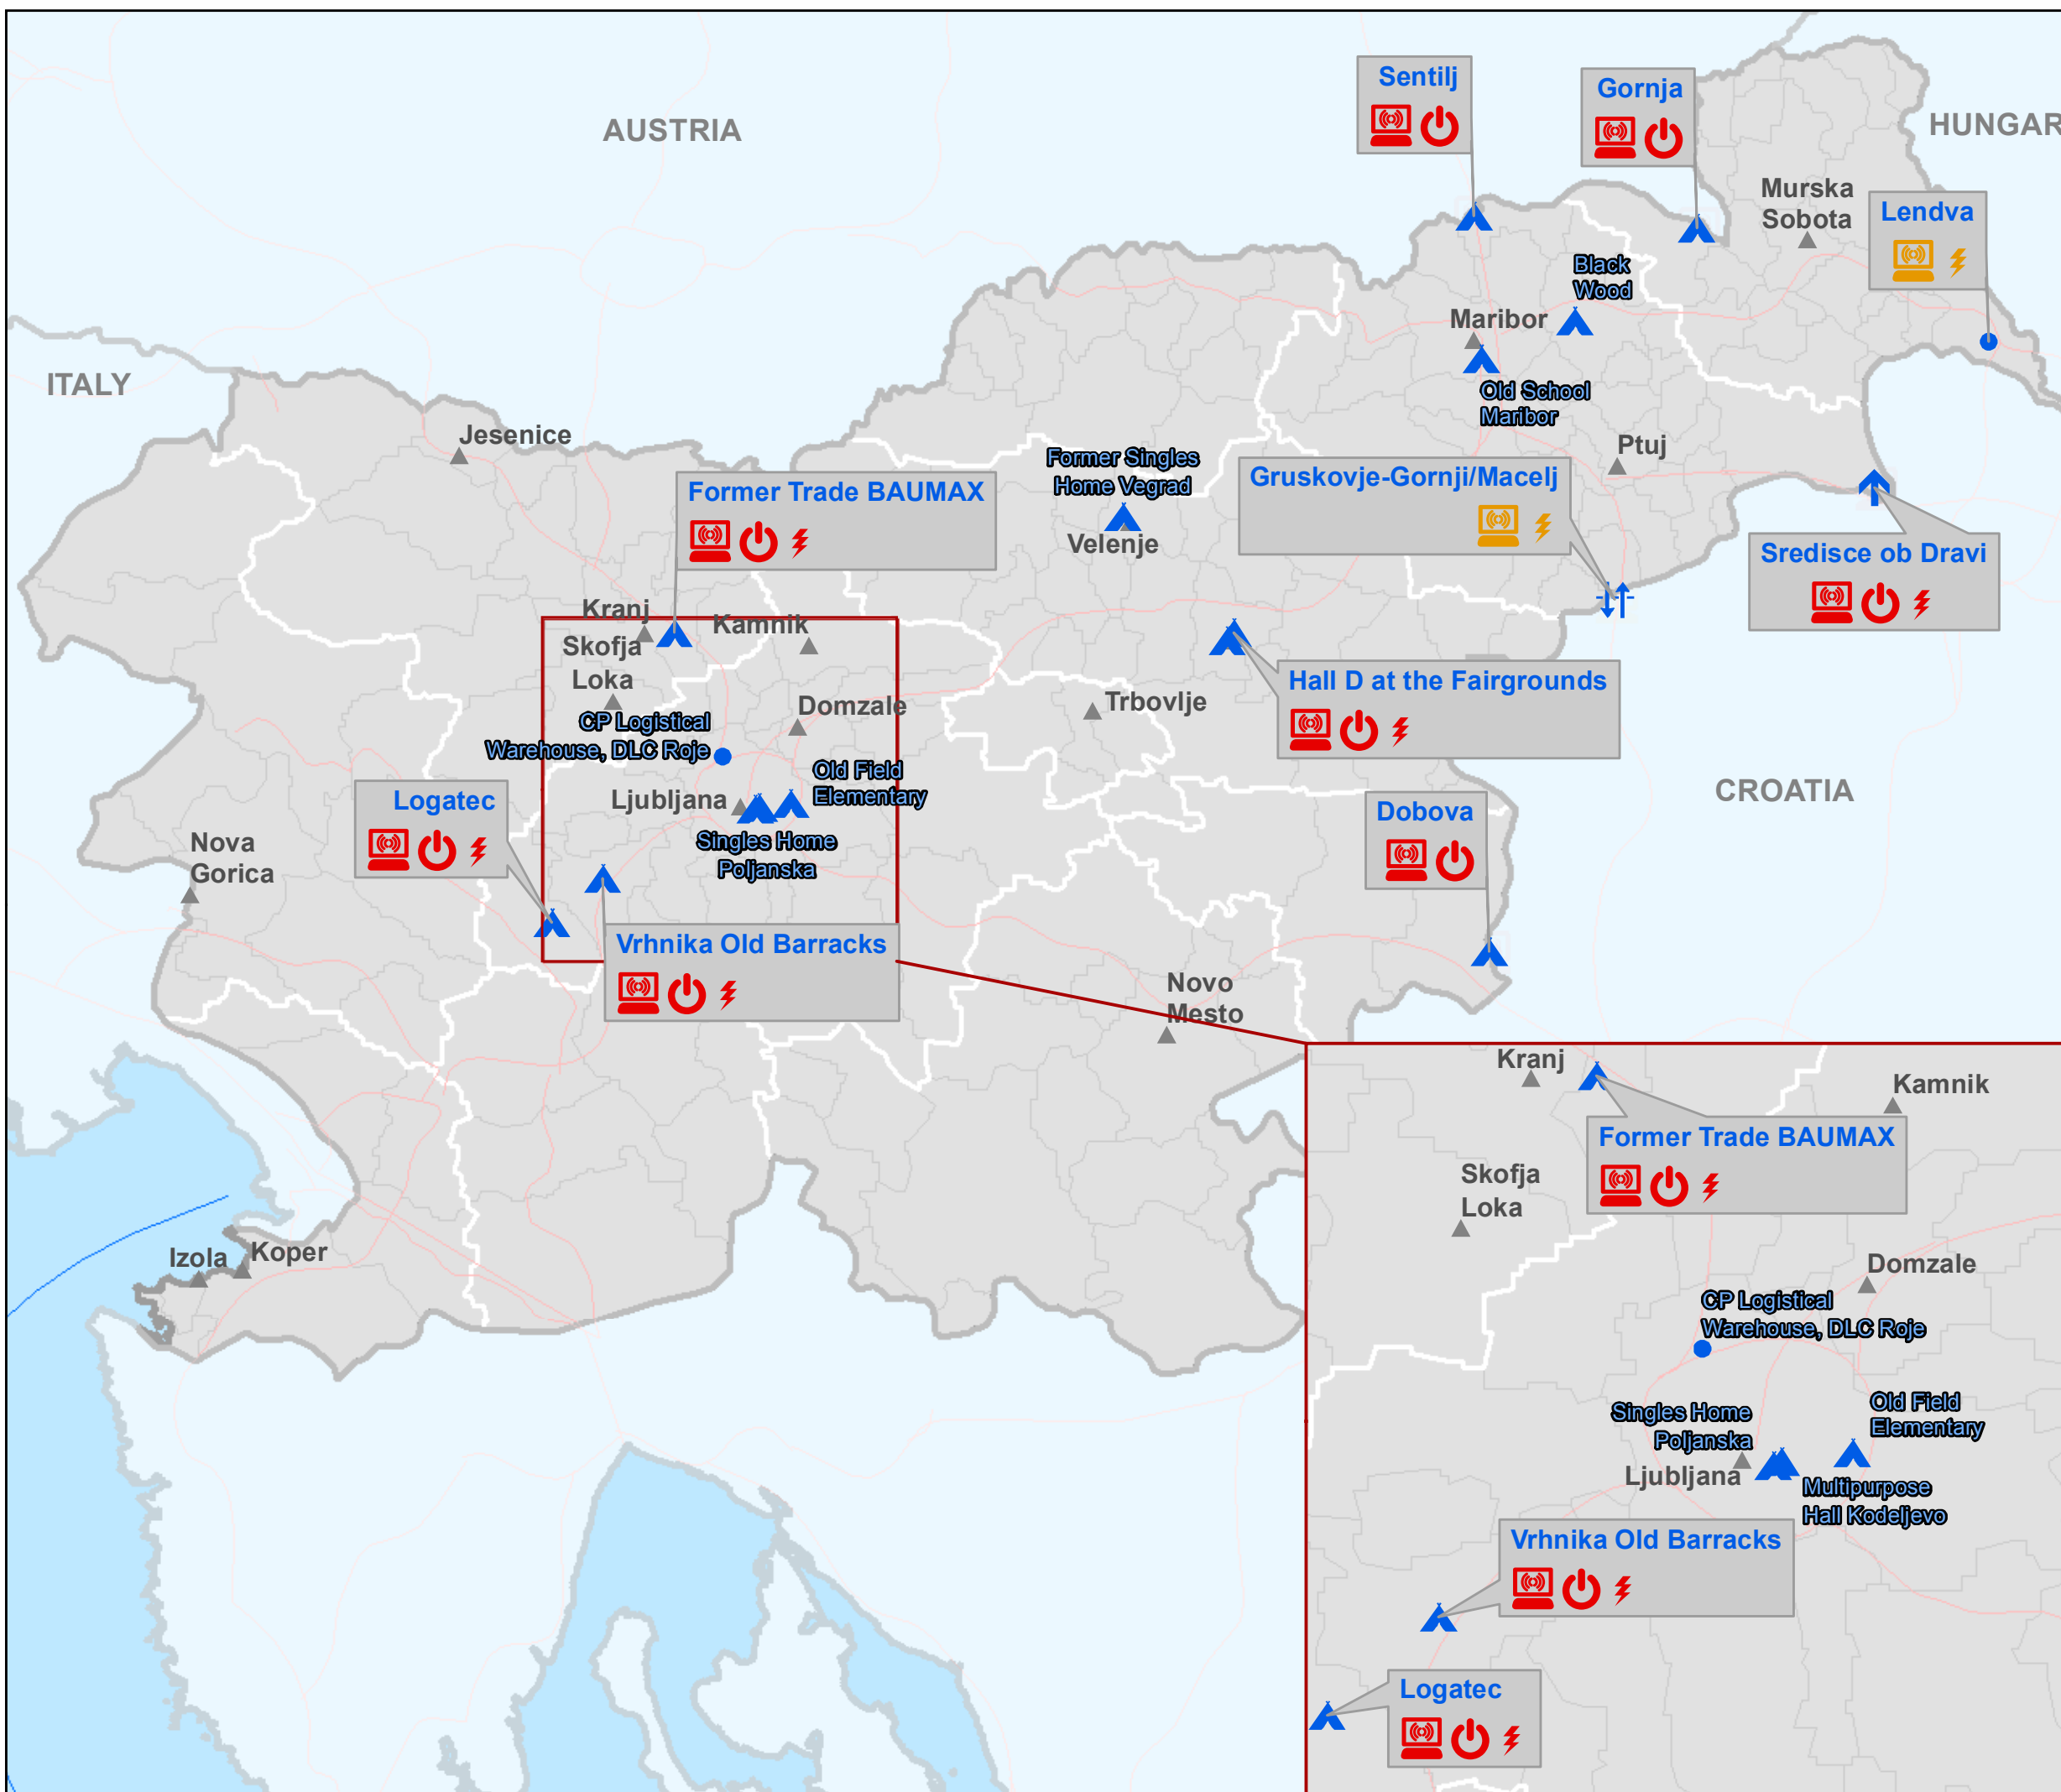 AUSTRIA
Sentilj
Gornja
HUNGAR
Murska
Sobota
Lendva
Black
Wood
Maribor
Old School
Maribor
ITALY
Jesenice
Ptuj
Former Singles
Home Vegrad
Velenje
Gruskovje-Gornji/Macelj
Former Trade BAUMAX
Sredisce ob Dravi
Kranj
Skofja
Loka
Kamnik
Domzale
Trbovlje
Hall D at the Fairgrounds
CP Logistical
Warehouse, DLC Roje
Old Field
Elementary
Ljubljana
Singles Home
Poljanska
CROATIA
Logatec
Dobova
Nova
Gorica
Vrhnika Old Barracks
Novo
Mesto
Izola
Koper
Kranj
Kamnik
Former Trade BAUMAX
Skofja
Loka
Domzale
CP Logistical
Warehouse, DLC Roje
Singles Home
Poljanska
Old Field
Elementary
Ljubljana
Multipurpose
Hall Kodeljevo
Vrhnika Old Barracks
Logatec